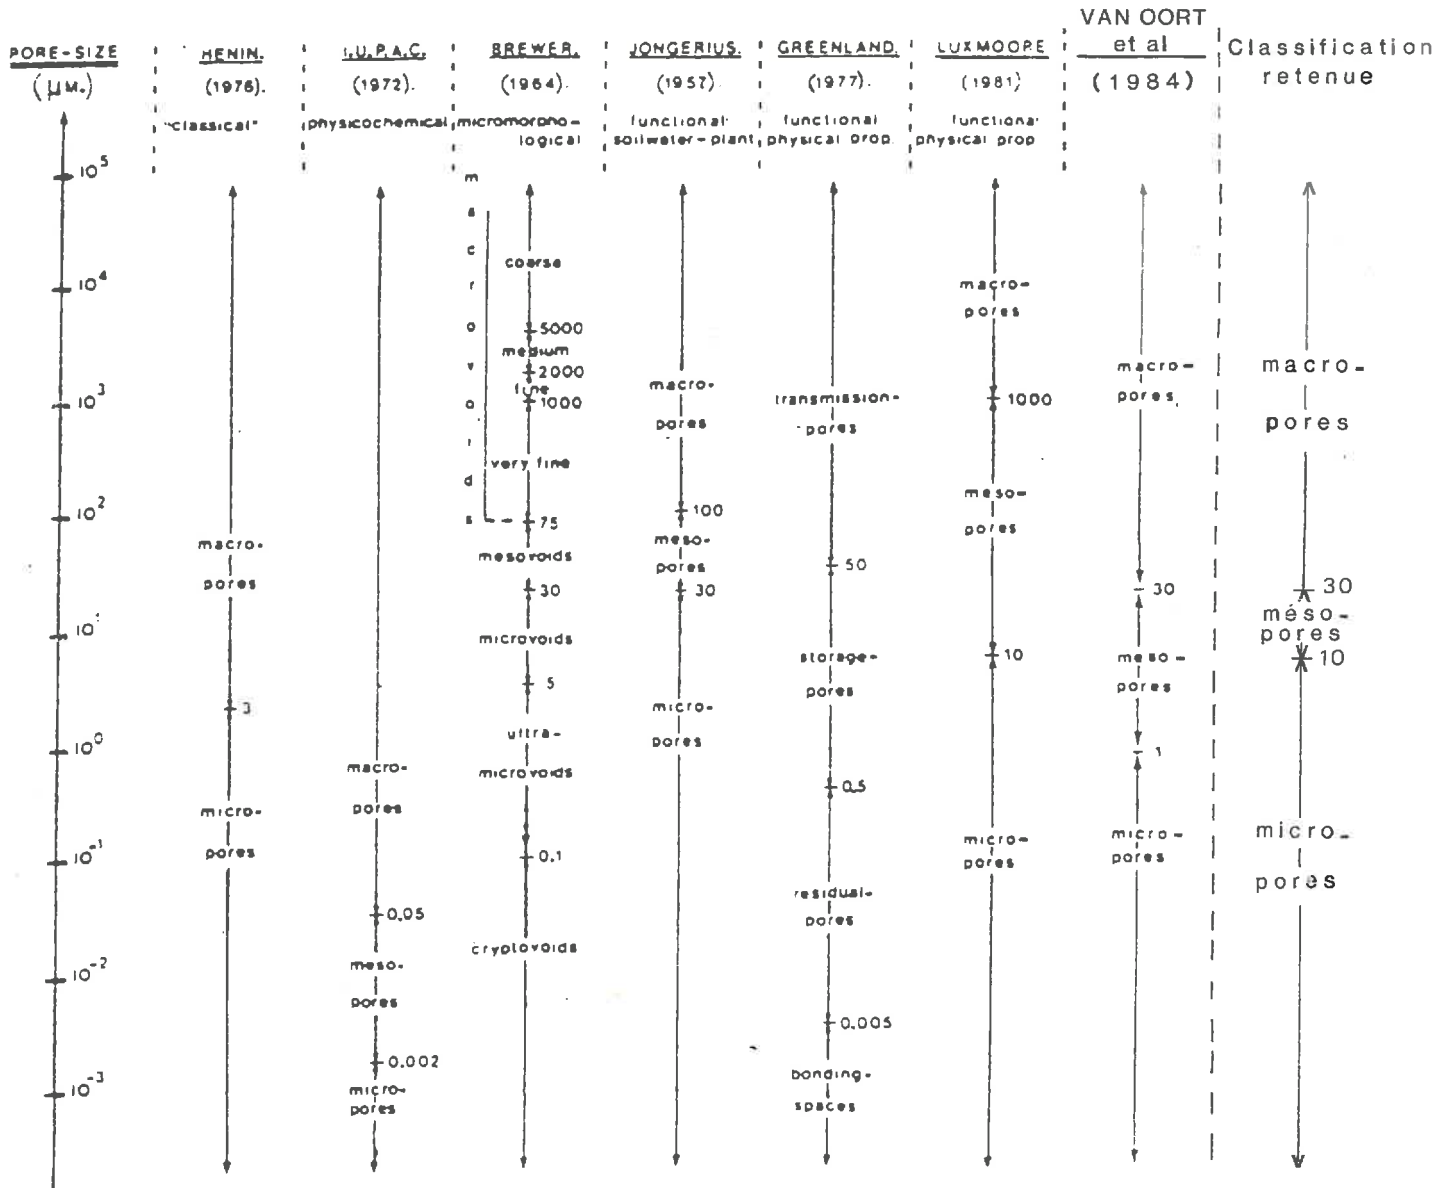 PORE-SIZE
(µM.)
10⁵
10⁴
10³
10²
10¹
10⁰
10⁻¹
10⁻²
10⁻³
HENIN.
(1976).
"classical"
macro-
pores
3
micro-
pores
I.U.P.A.C.
(1972).
physicochemical
macro-
pores
0.05
meso-
pores
0.002
micro-
pores
BREWER.
(1964).
micromorpho-
logical
macrovoids
coarse
5000
medium
2000
fine
1000
very fine
75
mesovoids
30
microvoids
5
ultra-
microvoids
0.1
cryptovoids
JONGERIUS.
(1957).
functional
soilwater-plant
macro-
pores
100
meso-
pores
30
micro-
pores
GREENLAND.
(1977).
functional
physical prop.
transmission-
pores
50
storage-
pores
0.5
residual-
pores
0.005
bonding-
spaces
LUXMOORE
(1981)
functional
physical prop
macro-
pores
1000
meso-
pores
10
micro-
pores
VAN OORT
et al
(1984)
macro-
pores
30
meso-
pores
1
micro-
pores
Classification
retenue
macro-
pores
30
méso-
pores
10
micro-
pores